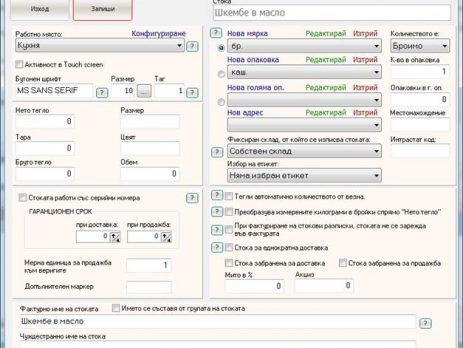 Стока
Изход Запиши Шкембе в масло
Работно място: Конфигуриране
Кухня
Активност в Touch screen
Бутонен шрифт Размер Таг
MS SANS SERIF ? 10 ... 1 ?
Нето тегло Размер
0
Тара Цвят
0
Бруто тегло Обем
0 0
? Нова мярка Редактирай Изтрий Количеството е:
бр. Броимо
Нова опаковка Редактирай Изтрий К-во в опаковка
каш. 1
Нова голяма оп. Редактирай Изтрий Опаковки в г. оп.
0
Нов адрес Редактирай Изтрий Местонахождение
Фиксиран склад, от който се изписва стоката: Интрастат код:
? Собствен склад
Избор на етикет:
Няма избран етикет
Стоката работи със серийни номера ?
ГАРАНЦИОНЕН СРОК
при доставка: при продажба:
0 0
Мерна единица за продажба 1
към веригите
Допълнителен маркер
? Тегли автоматично количеството от везна.
? Преобразува измерените килограми в бройки спрямо "Нето тегло"
? При фактуриране на стокови разписки, стоката не се зарежда
във фактурата
? Стока за еднократна доставка
Стока забранена за доставка Стока забранена за продажба
Мито в % Акциз
0 0
Фактурно име на стоката Името се съставя от групата на стоката
Шкембе в масло ?
Чуждестранно име на стока:
?